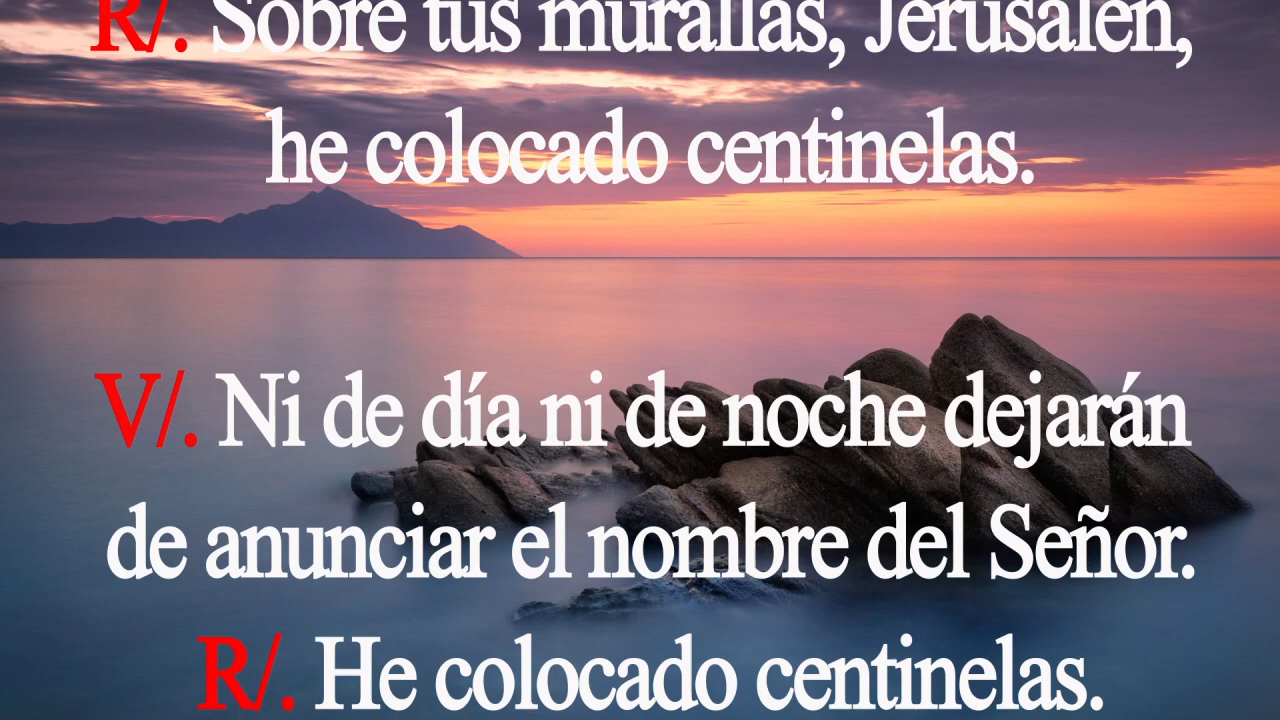 R/. Sobre tus murallas, Jerusalén,
he colocado centinelas.
V/. Ni de día ni de noche dejarán
de anunciar el nombre del Señor.
R/. He colocado centinelas.